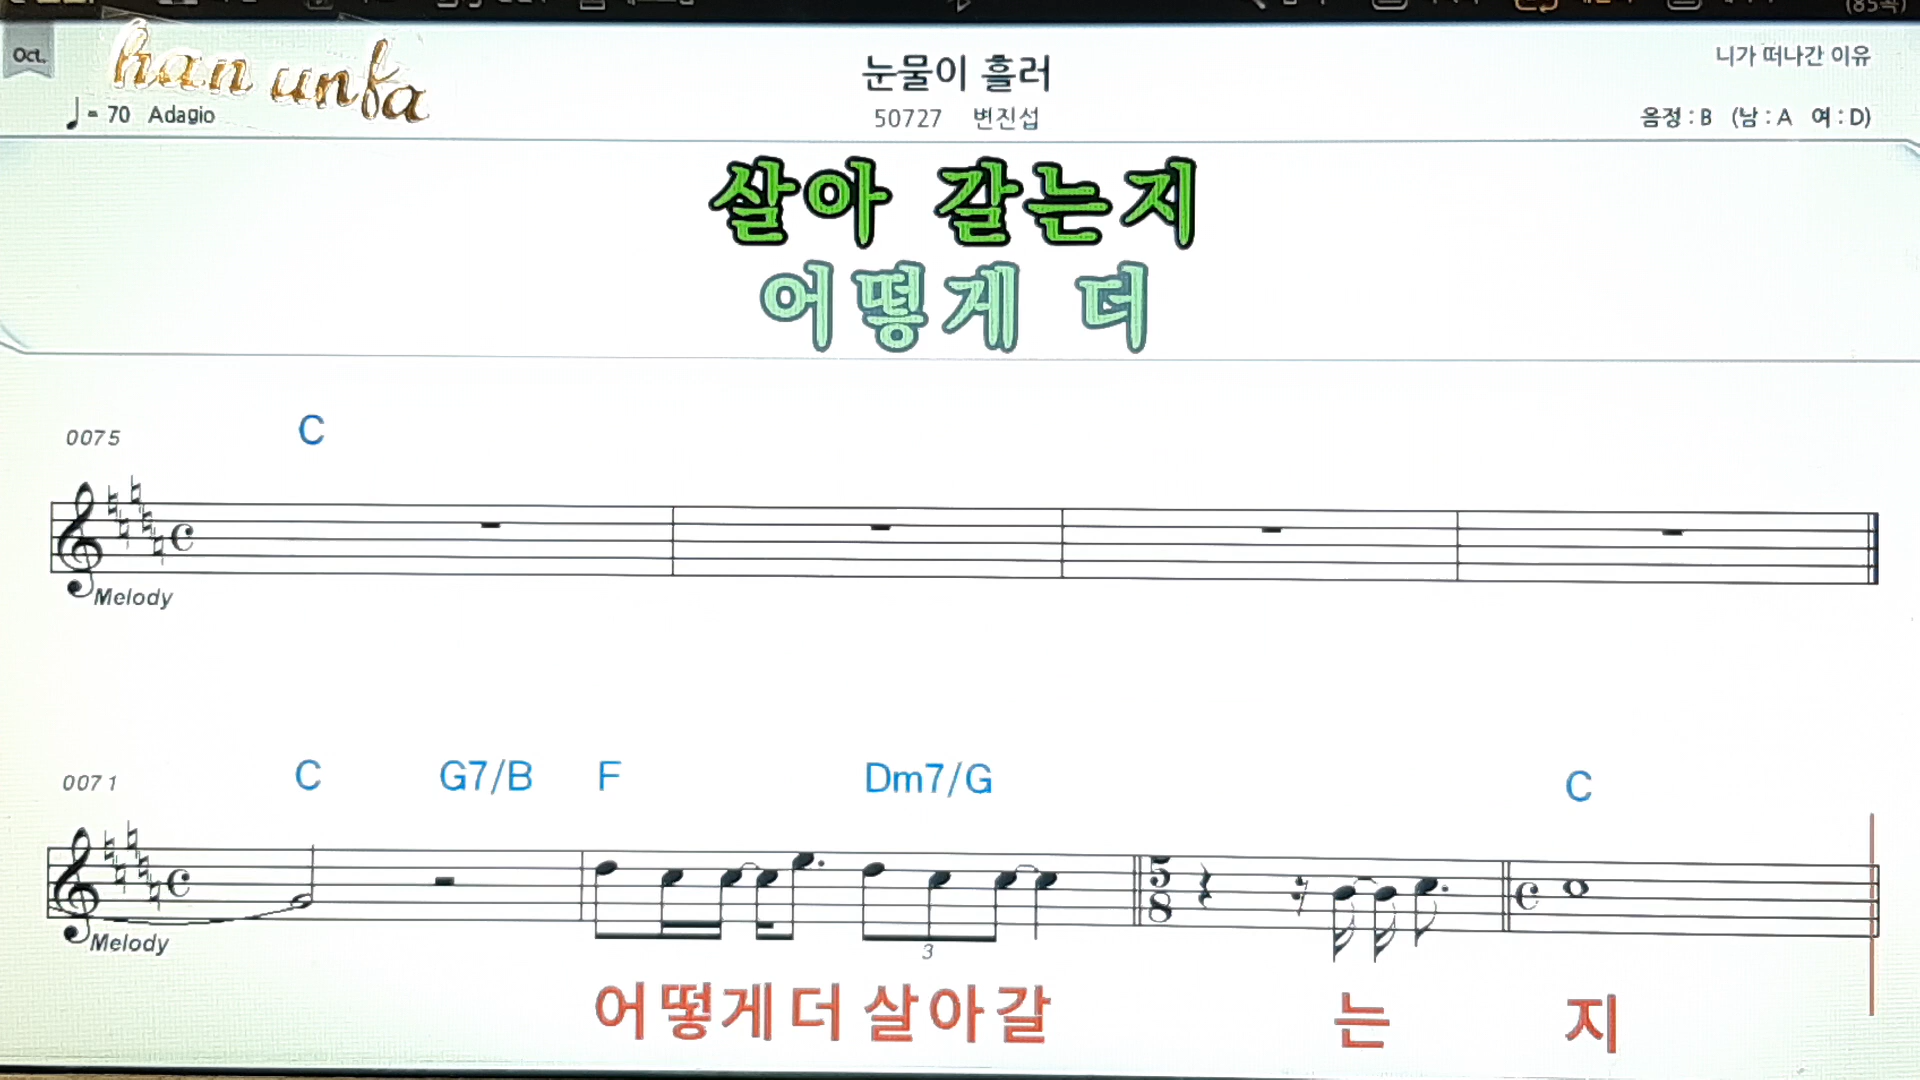 Oct.
han unfa
눈물이 흘러
니가 떠나간 이유
♩= 70 Adagio
50727 변진섭
음정 : B (남 : A 여 : D)
살아 갈는지
어떻게 더
0075
C
Melody
0071
C G7/B F Dm7/G C
5
8
Melody
3
어떻게더 살아갈 는 지